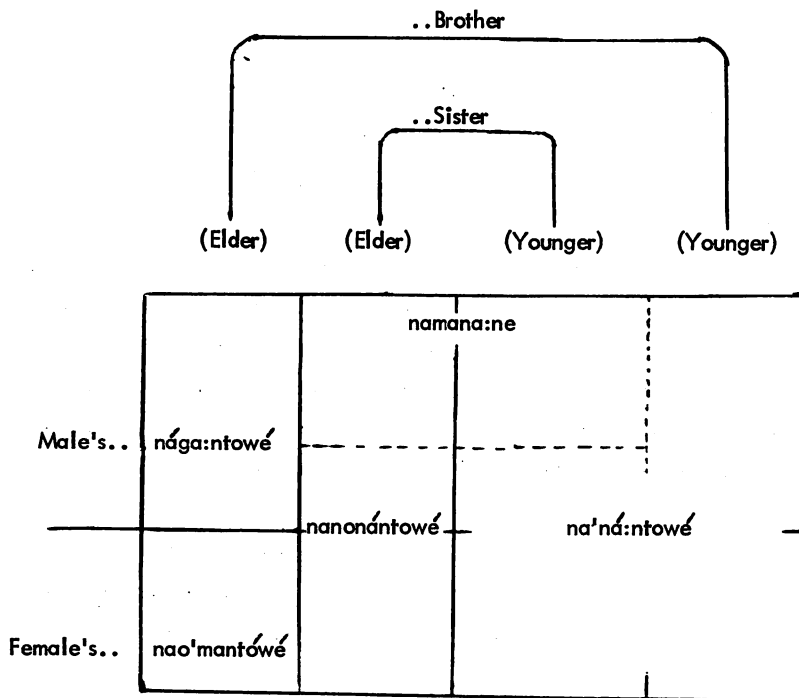 ..Brother
..Sister
(Elder) (Elder) (Younger) (Younger)
namana:ne
Male's.. nága:ntowé
nanonántowé na'ná:ntowé
Female's.. nao'mantówé